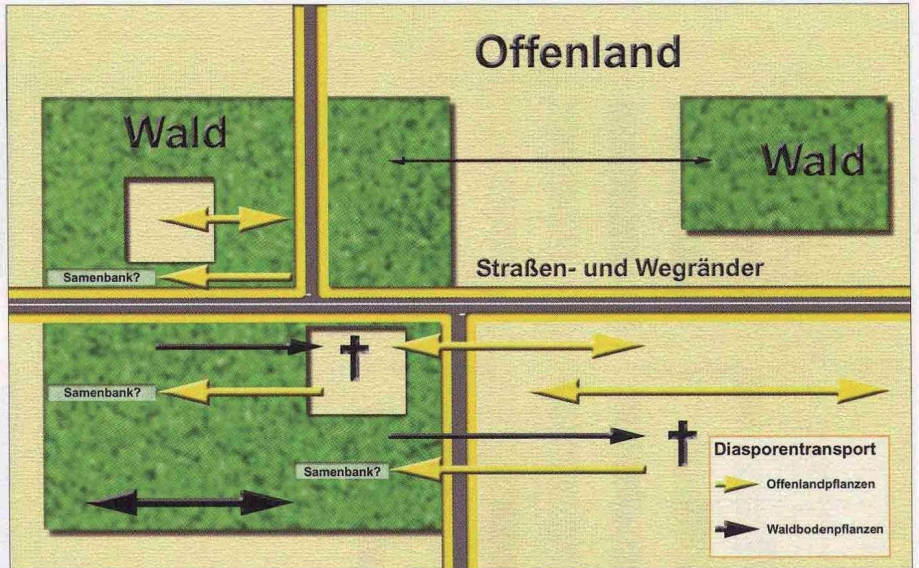 Offenland
Wald
Wald
Samenbank?
Straßen- und Wegränder
Samenbank?
Samenbank?
Diasporentransport
Offenlandpflanzen
Waldbodenpflanzen